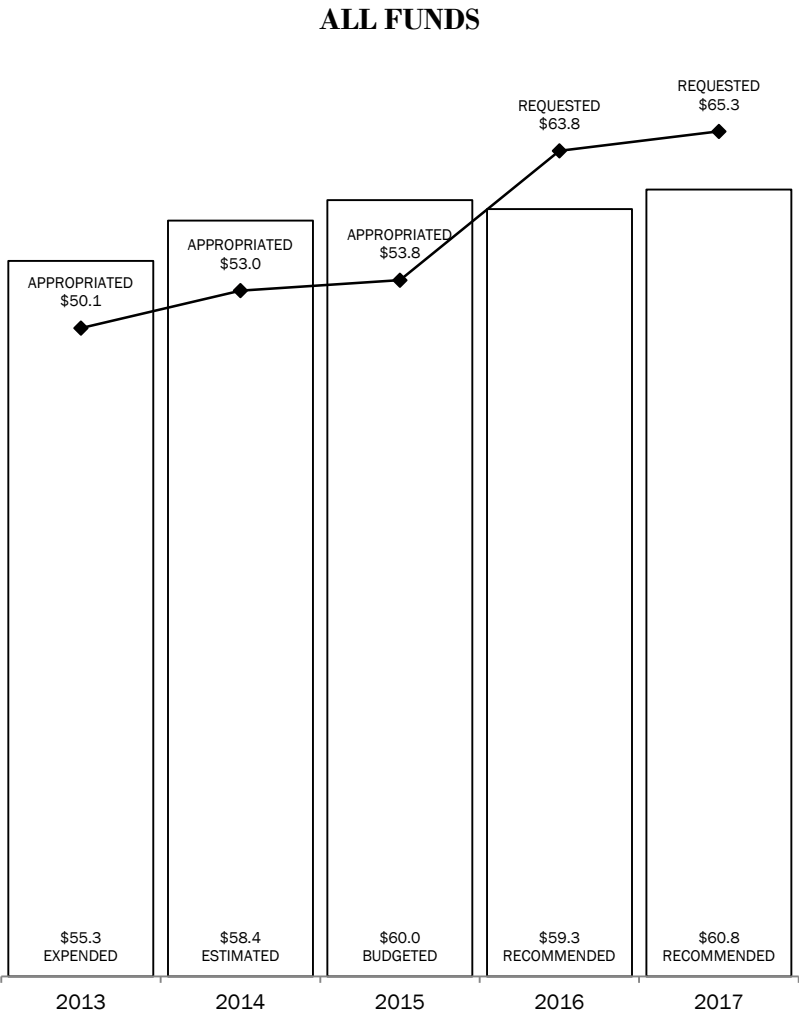 ALL FUNDS
REQUESTED
$65.3
REQUESTED
$63.8
APPROPRIATED
$53.8
APPROPRIATED
$53.0
APPROPRIATED
$50.1
$55.3
EXPENDED
$58.4
ESTIMATED
$60.0
BUDGETED
$59.3
RECOMMENDED
$60.8
RECOMMENDED
2013
2014
2015
2016
2017